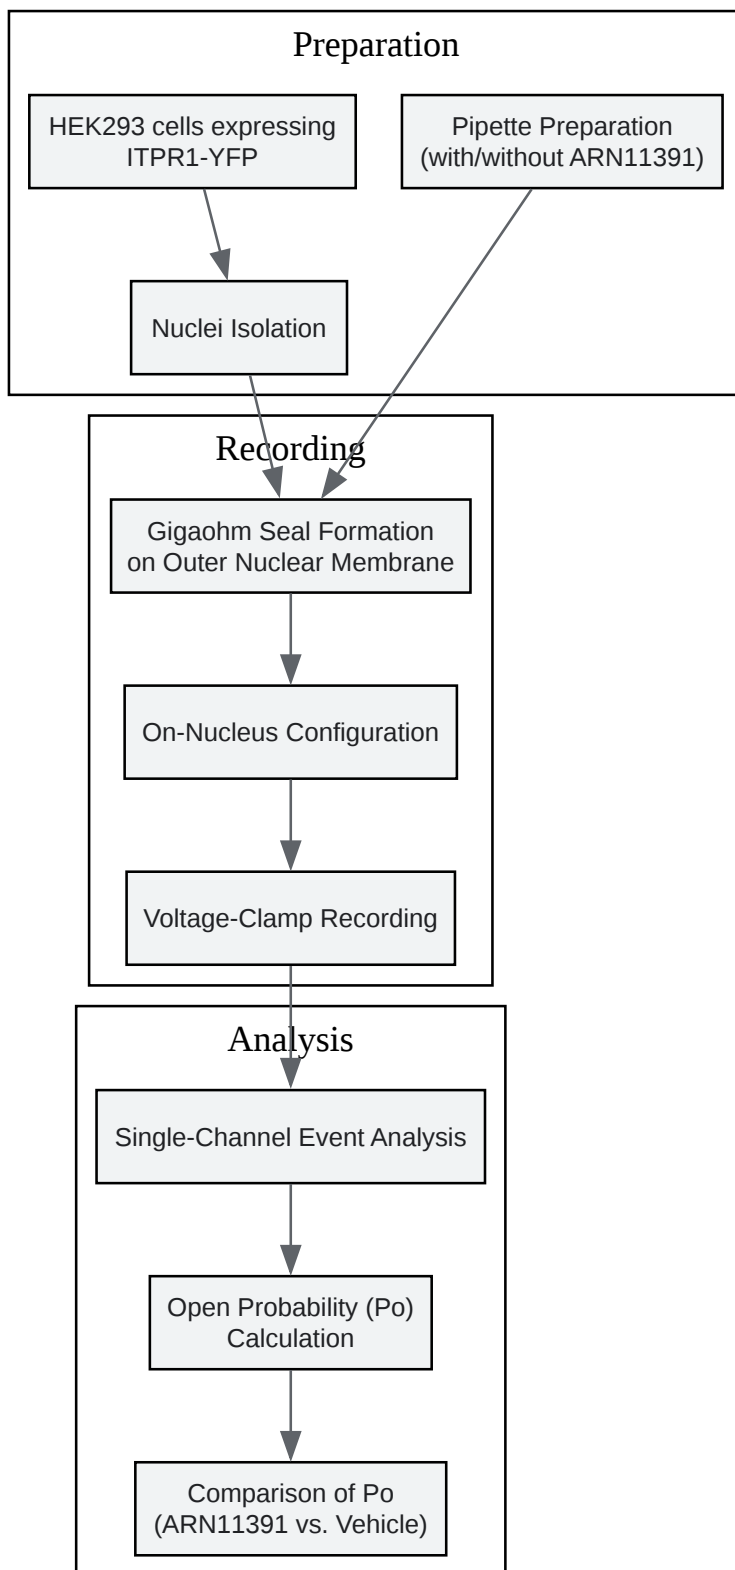 Preparation
HEK293 cells expressing
ITPR1-YFP
Pipette Preparation
(with/without ARN11391)
Nuclei Isolation
Recording
Gigaohm Seal Formation
on Outer Nuclear Membrane
On-Nucleus Configuration
Voltage-Clamp Recording
Analysis
Single-Channel Event Analysis
Open Probability (Po)
Calculation
Comparison of Po
(ARN11391 vs. Vehicle)